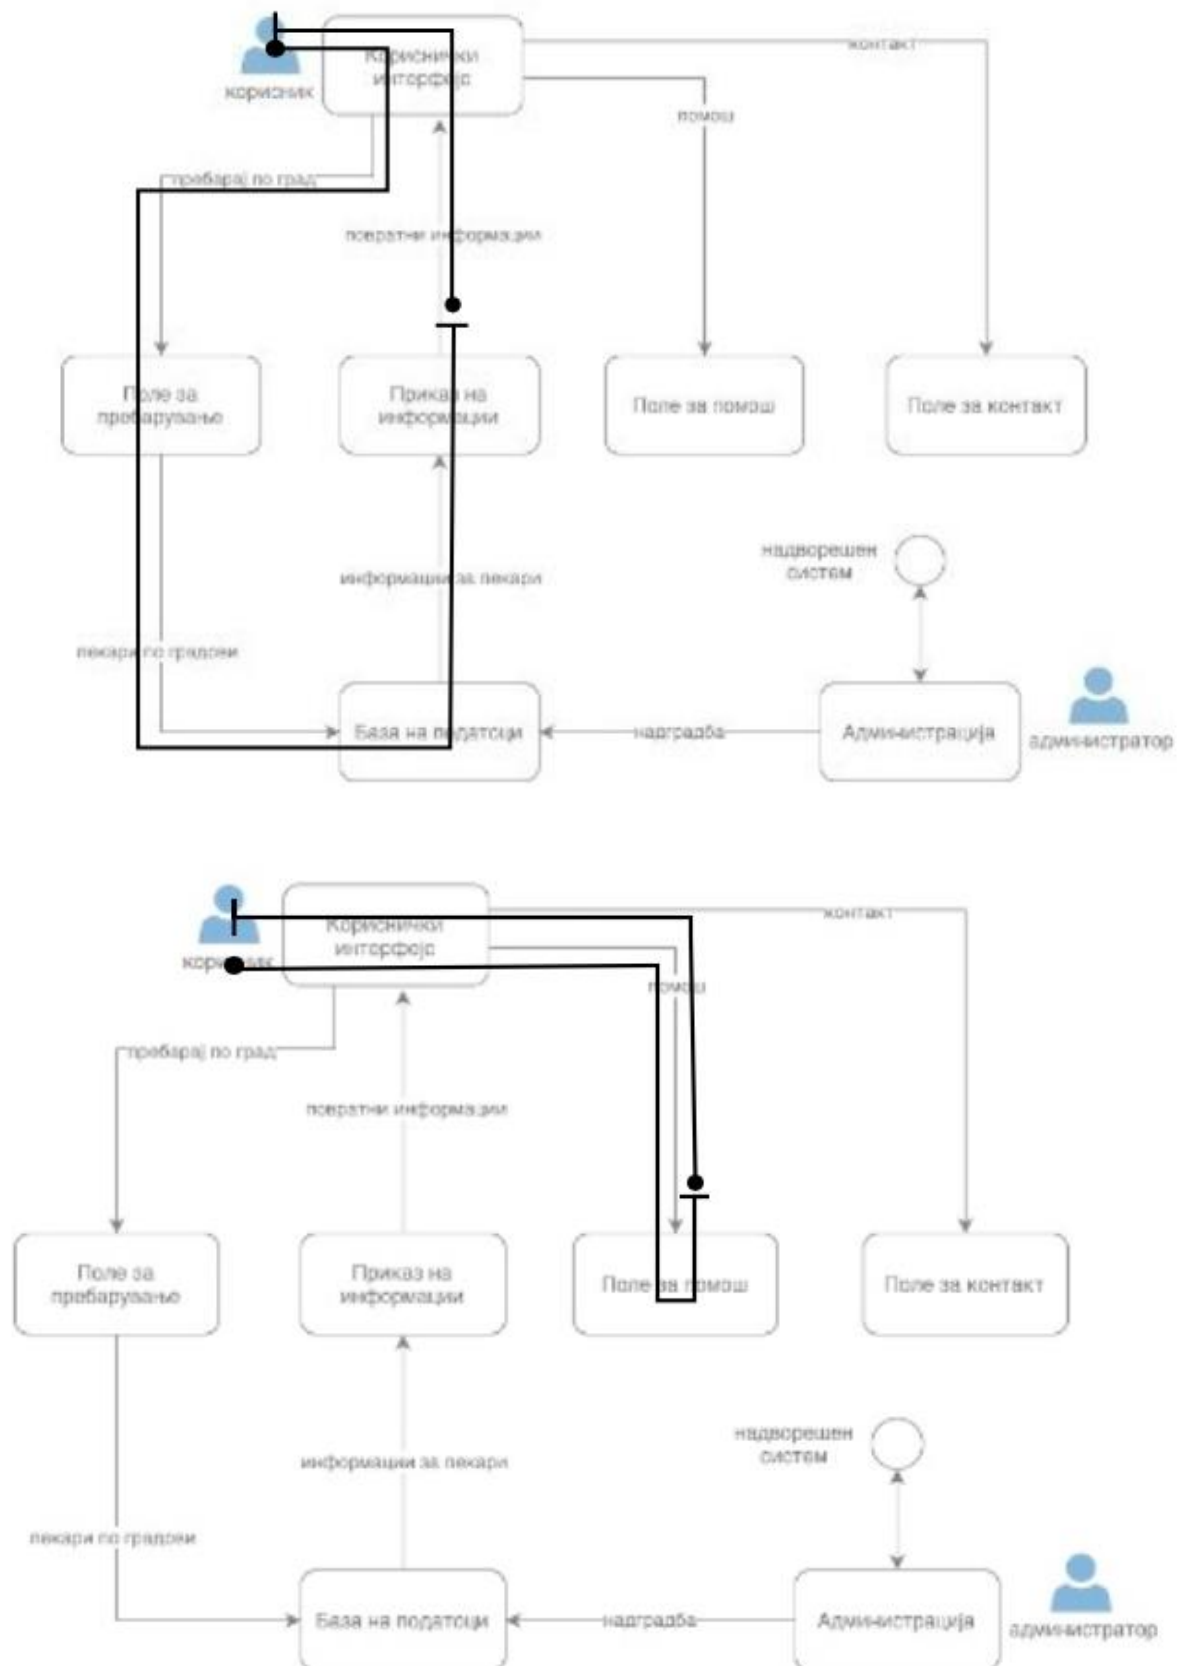 Кориснички
интерфејс
контакт
корисник
помош
пребарај по град
повратни информации
Поле за
пребарување
Приказ на
информации
Поле за помош
Поле за контакт
надворешен
систем
информации за пекари
пекари по градови
База на податоци
надградба
Администрација
администратор
Кориснички
интерфејс
контакт
корисник
помош
пребарај по град
повратни информации
Поле за
пребарување
Приказ на
информации
Поле за помош
Поле за контакт
надворешен
систем
информации за пекари
пекари по градови
База на податоци
надградба
Администрација
администратор